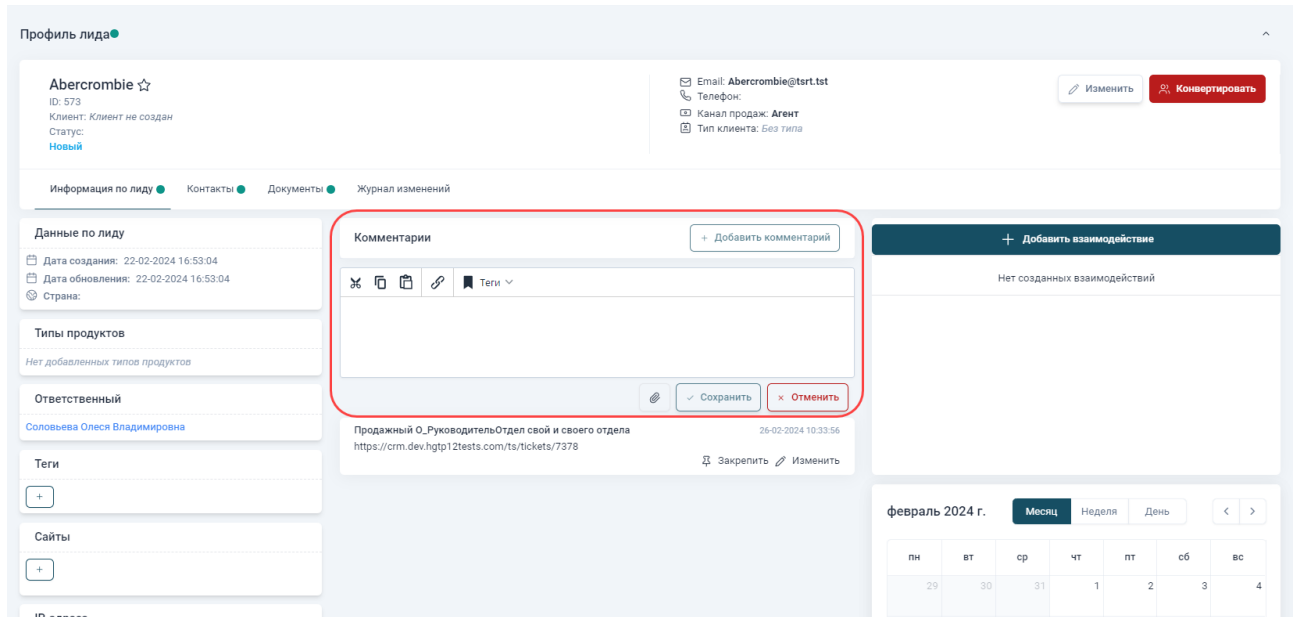 Профиль лида
Abercrombie
ID: 573
Клиент: Клиент не создан
Статус:
Новый
Email: Abercrombie@tsrt.tst
Телефон:
Канал продаж: Агент
Тип клиента: Без типа
Изменить
Конвертировать
Информация по лиду Контакты Документы Журнал изменений
Данные по лиду
Дата создания: 22-02-2024 16:53:04
Дата обновления: 22-02-2024 16:53:04
Страна:
Типы продуктов
Нет добавленных типов продуктов
Ответственный
Соловьева Олеся Владимировна
Теги
+
Сайты
+
IP адреса
Комментарии
+ Добавить комментарий
Теги
Сохранить
× Отменить
Продажный О_РуководительОтдел свой и своего отдела 26-02-2024 10:33:56
https://crm.dev.hgtp12tests.com/ts/tickets/7378
Закрепить Изменить
+ Добавить взаимодействие
Нет созданных взаимодействий
февраль 2024 г. Месяц Неделя День < >
пн вт ср чт пт сб вс
29 30 31 1 2 3 4